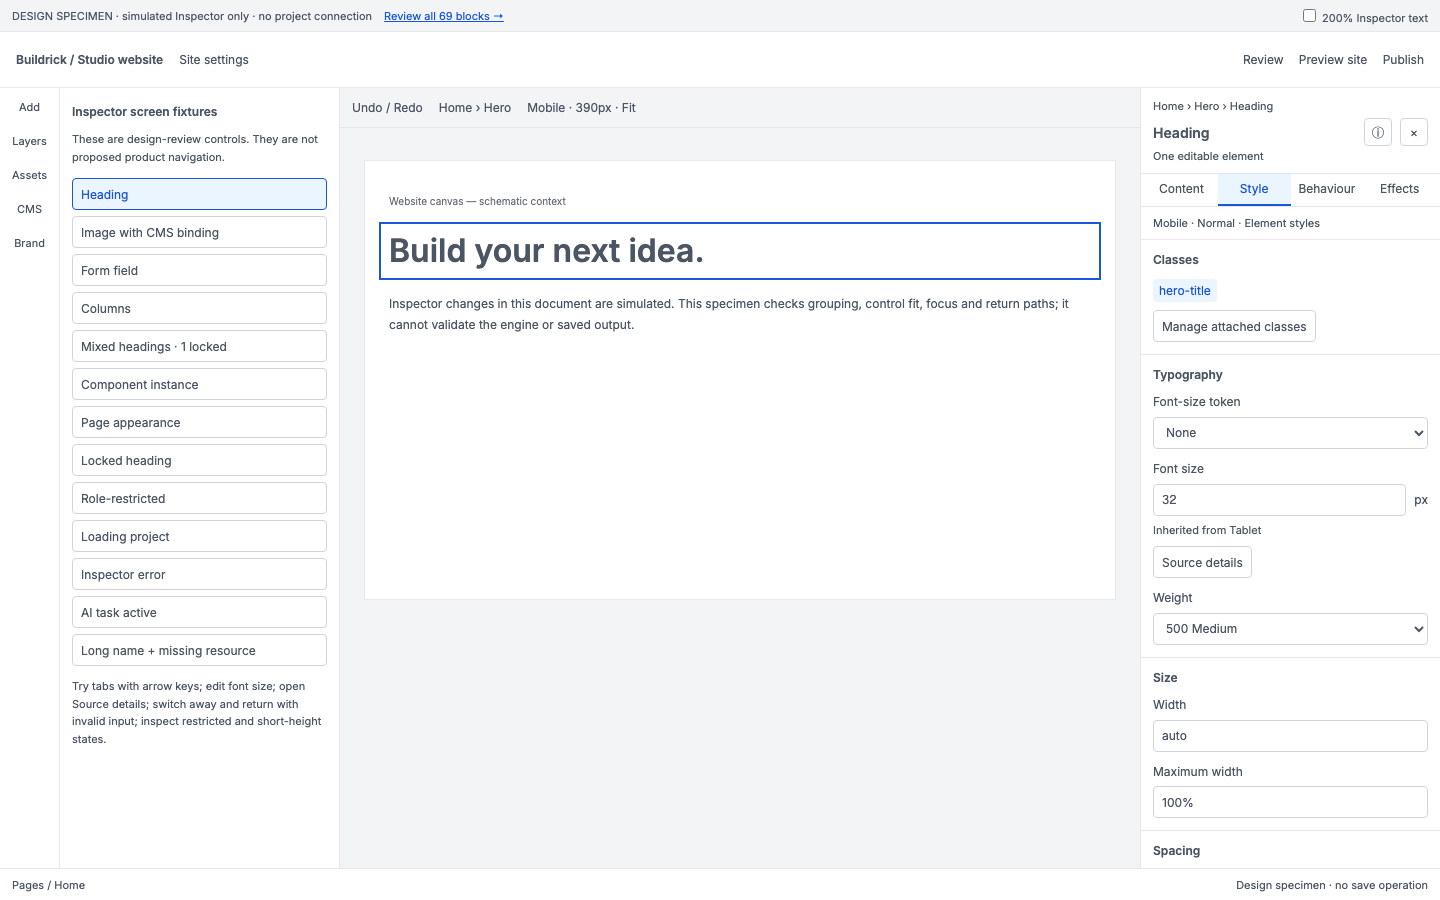 DESIGN SPECIMEN · simulated Inspector only · no project connection Review all 69 blocks → 200% Inspector text
Buildrick / Studio website Site settings Review Preview site Publish
Add
Layers
Assets
CMS
Brand
Inspector screen fixtures
These are design-review controls. They are not
proposed product navigation.
Heading
Image with CMS binding
Form field
Columns
Mixed headings · 1 locked
Component instance
Page appearance
Locked heading
Role-restricted
Loading project
Inspector error
AI task active
Long name + missing resource
Try tabs with arrow keys; edit font size; open
Source details; switch away and return with
invalid input; inspect restricted and short-height
states.
Undo / Redo Home › Hero Mobile · 390px · Fit
Website canvas — schematic context
Build your next idea.
Inspector changes in this document are simulated. This specimen checks grouping, control fit, focus and return paths; it
cannot validate the engine or saved output.
Home › Hero › Heading
Heading ⓘ ×
One editable element
Content Style Behaviour Effects
Mobile · Normal · Element styles
Classes
hero-title
Manage attached classes
Typography
Font-size token
None
Font size
32 px
Inherited from Tablet
Source details
Weight
500 Medium
Size
Width
auto
Maximum width
100%
Spacing
Pages / Home Design specimen · no save operation